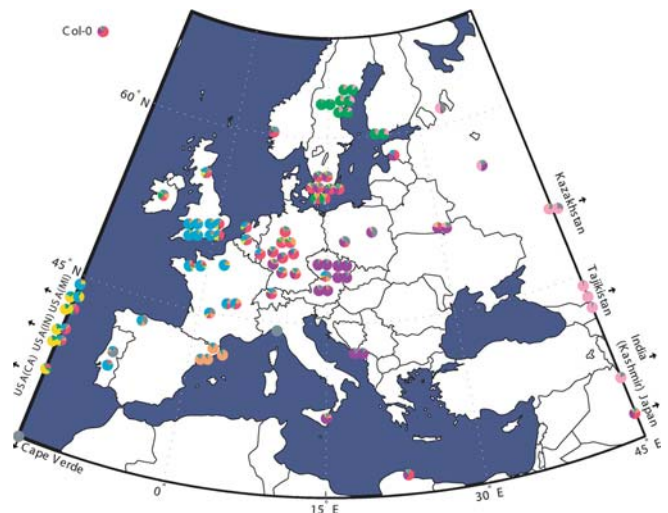 Col-0
60° N
45° N
USA(MI)
USA(IN)
USA(CA)
Cape Verde
0°
15° E
30° E
45° E
Kazakhstan
Tajikistan
India
(Kashmir)
Japan